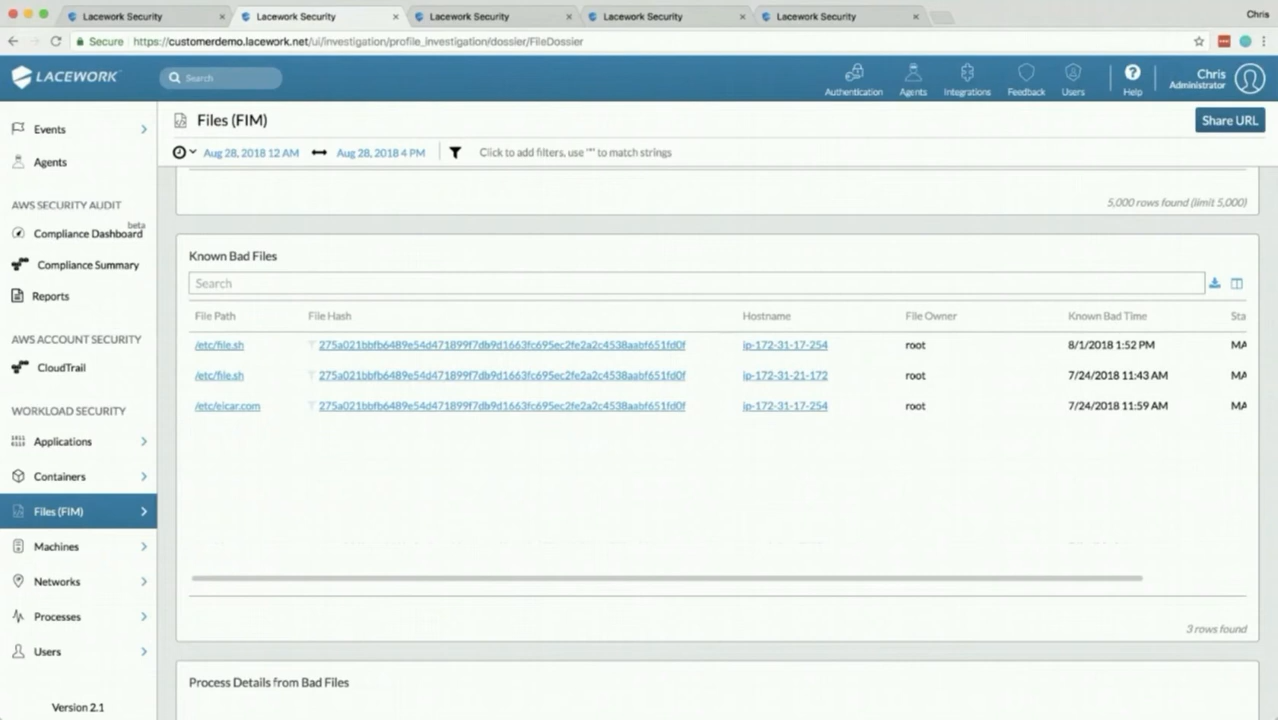 Lacework Security Lacework Security Lacework Security Lacework Security Lacework Security Chris
Secure https://customerdemo.lacework.net/ui/investigation/profile_investigation/dossier/FileDossier
LACEWORK Search Authentication Agents Integrations Feedback Users Help Chris Administrator
Events
Agents
AWS SECURITY AUDIT
beta
Compliance Dashboard
Compliance Summary
Reports
AWS ACCOUNT SECURITY
CloudTrail
WORKLOAD SECURITY
Applications
Containers
Files (FIM)
Machines
Networks
Processes
Users
Version 2.1
Files (FIM) Share URL
Aug 28, 2018 12 AM Aug 28, 2018 4 PM Click to add filters, use "*" to match strings
5,000 rows found (limit 5,000)
Known Bad Files
Search
File Path File Hash Hostname File Owner Known Bad Time Sta
/etc/file.sh 275a021bbfb6489e54d471899f7db9d1663fc695ec2fe2a2c4538aabf651fd0f ip-172-31-17-254 root 8/1/2018 1:52 PM MA
/etc/file.sh 275a021bbfb6489e54d471899f7db9d1663fc695ec2fe2a2c4538aabf651fd0f ip-172-31-21-172 root 7/24/2018 11:43 AM MA
/etc/eicar.com 275a021bbfb6489e54d471899f7db9d1663fc695ec2fe2a2c4538aabf651fd0f ip-172-31-17-254 root 7/24/2018 11:59 AM MA
3 rows found
Process Details from Bad Files